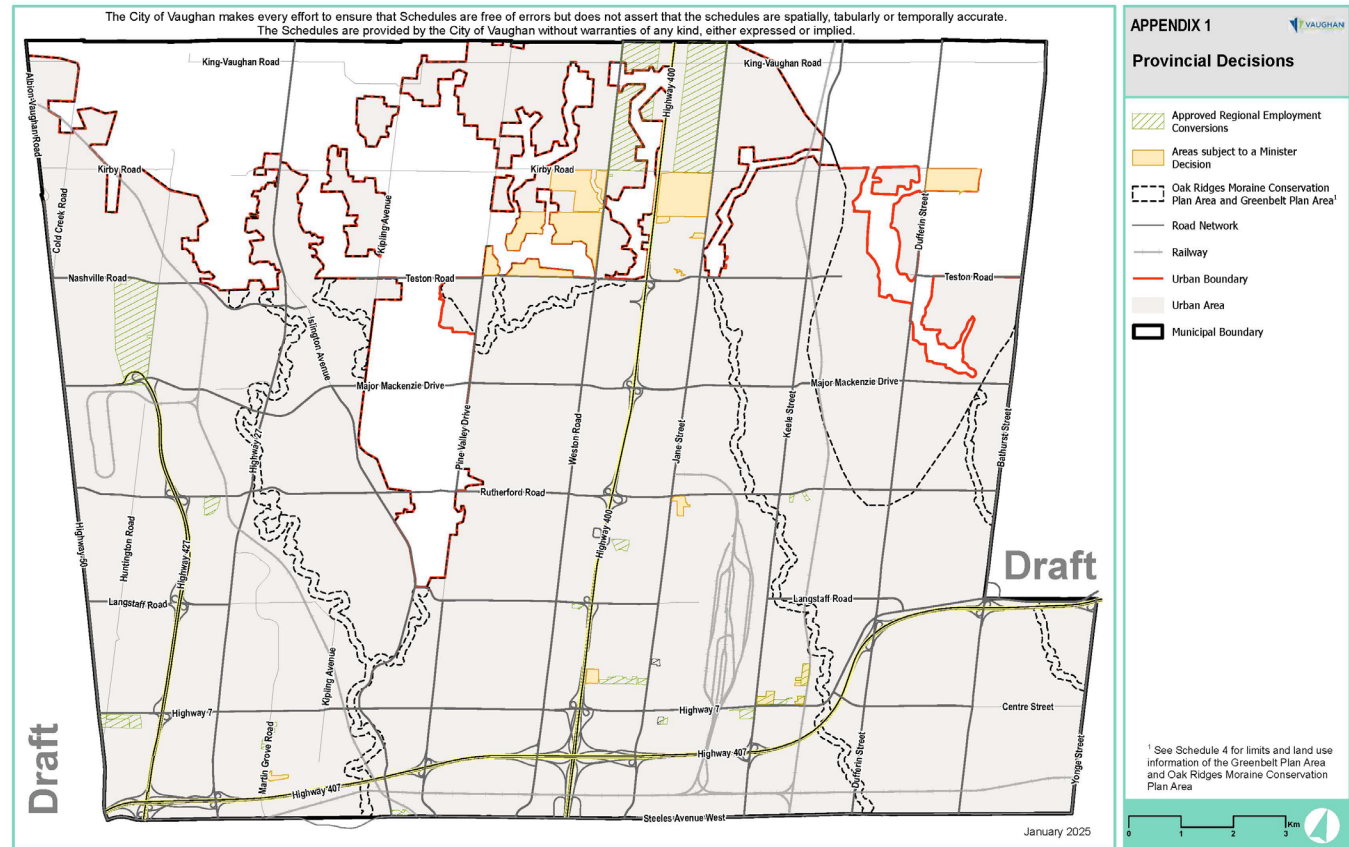 The City of Vaughan makes every effort to ensure that Schedules are free of errors but does not assert that the schedules are spatially, tabularly or temporally accurate.
The Schedules are provided by the City of Vaughan without warranties of any kind, either expressed or implied.
King-Vaughan Road
King-Vaughan Road
Albion-Vaughan Road
Highway 400
Kirby Road
Kirby Road
Cold Creek Road
Kipling Avenue
Dufferin Street
Nashville Road
Teston Road
Teston Road
Islington Avenue
Major Mackenzie Drive
Major Mackenzie Drive
Highway 27
Pine Valley Drive
Weston Road
Jane Street
Keele Street
Bathurst Street
Rutherford Road
Highway 50
Huntington Road
Highway 427
Highway 400
Draft
Langstaff Road
Langstaff Road
Kipling Avenue
Highway 7
Highway 7
Centre Street
Martin Grove Road
Highway 407
Highway 407
Dufferin Street
Yonge Street
Draft
Steeles Avenue West
January 2025
APPENDIX 1
VAUGHAN
Provincial Decisions
Approved Regional Employment
Conversions
Areas subject to a Minister
Decision
Oak Ridges Moraine Conservation
Plan Area and Greenbelt Plan Area¹
Road Network
Railway
Urban Boundary
Urban Area
Municipal Boundary
¹ See Schedule 4 for limits and land use
information of the Greenbelt Plan Area
and Oak Ridges Moraine Conservation
Plan Area
Km
0 1 2 3